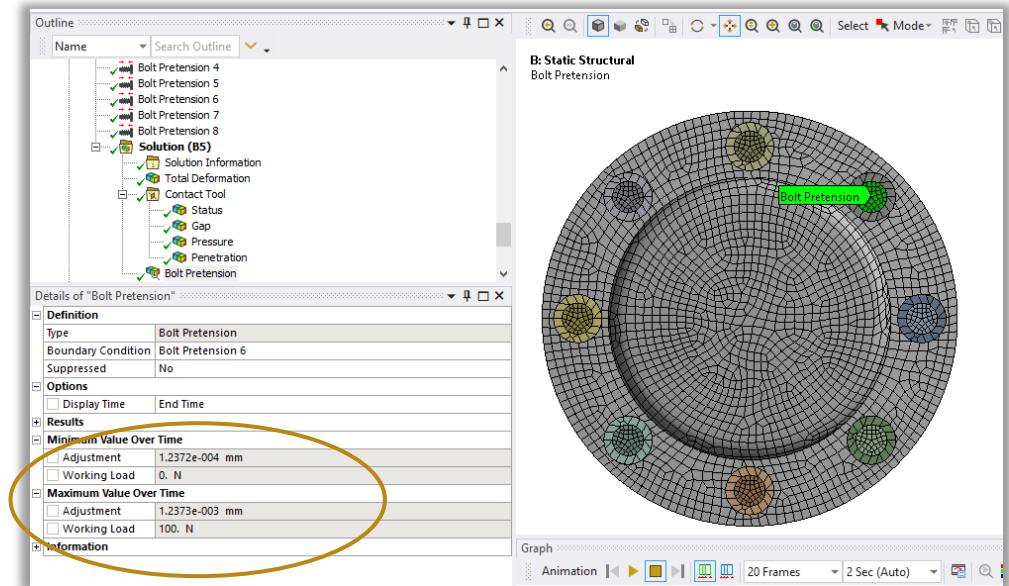 Outline
Name Search Outline
Bolt Pretension 4
Bolt Pretension 5
Bolt Pretension 6
Bolt Pretension 7
Bolt Pretension 8
Solution (B5)
Solution Information
Total Deformation
Contact Tool
Status
Gap
Pressure
Penetration
Bolt Pretension
Details of "Bolt Pretension"
Definition
Type Bolt Pretension
Boundary Condition Bolt Pretension 6
Suppressed No
Options
Display Time End Time
Results
Minimum Value Over Time
Adjustment 1.2372e-004 mm
Working Load 0. N
Maximum Value Over Time
Adjustment 1.2373e-003 mm
Working Load 100. N
Information
Select Mode
B: Static Structural
Bolt Pretension
Bolt Pretension
Graph
Animation 20 Frames 2 Sec (Auto)